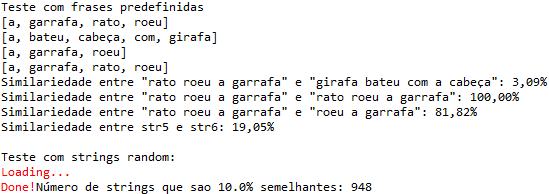 Teste com frases predefinidas
[a, garrafa, rato, roeu]
[a, bateu, cabeça, com, girafa]
[a, garrafa, roeu]
[a, garrafa, rato, roeu]
Similariedade entre "rato roeu a garrafa" e "girafa bateu com a cabeça": 3,09%
Similariedade entre "rato roeu a garrafa" e "rato roeu a garrafa": 100,00%
Similariedade entre "rato roeu a garrafa" e "roeu a garrafa": 81,82%
Similariedade entre str5 e str6: 19,05%

Teste com strings random:
Loading...
Done!Número de strings que sao 10.0% semelhantes: 948